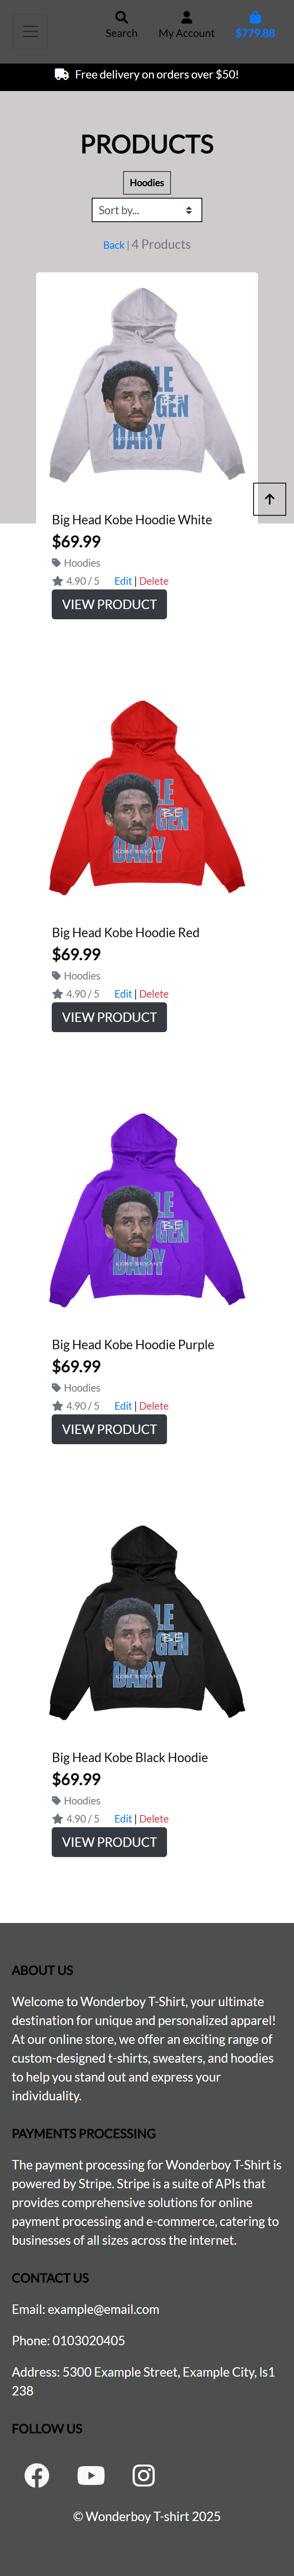 Search My Account $779.88
Free delivery on orders over $50!
PRODUCTS
Hoodies
Sort by...
Back | 4 Products
LE
GEN
DARY
KOBE BRYANT
Big Head Kobe Hoodie White
$69.99
Hoodies
4.90 / 5 Edit | Delete
VIEW PRODUCT
LE
GEN
DARY
KOBE BRYANT
Big Head Kobe Hoodie Red
$69.99
Hoodies
4.90 / 5 Edit | Delete
VIEW PRODUCT
LE
GEN
DARY
KOBE BRYANT
Big Head Kobe Hoodie Purple
$69.99
Hoodies
4.90 / 5 Edit | Delete
VIEW PRODUCT
LE
GEN
DARY
KOBE BRYANT
Big Head Kobe Black Hoodie
$69.99
Hoodies
4.90 / 5 Edit | Delete
VIEW PRODUCT
ABOUT US
Welcome to Wonderboy T-Shirt, your ultimate
destination for unique and personalized apparel!
At our online store, we offer an exciting range of
custom-designed t-shirts, sweaters, and hoodies
to help you stand out and express your
individuality.
PAYMENTS PROCESSING
The payment processing for Wonderboy T-Shirt is
powered by Stripe. Stripe is a suite of APIs that
provides comprehensive solutions for online
payment processing and e-commerce, catering to
businesses of all sizes across the internet.
CONTACT US
Email: example@email.com
Phone: 0103020405
Address: 5300 Example Street, Example City, ls1
238
FOLLOW US
© Wonderboy T-shirt 2025